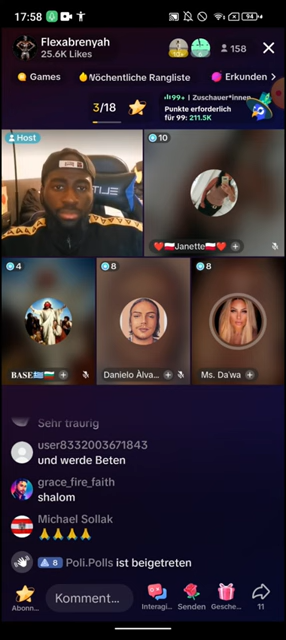 11:58
94
Flexabrenyah
25.6K Likes
158
Games
Wöchentliche Rangliste
Erkunden
3/18
99+ | Zuschauer*innen
Punkte erforderlich
für 99: 211.5K
Host
10
❤️🇵🇱Janette🇵🇱❤️
4
8
8
BASE🇬🇷🇧🇬
Danielo Àlva...
Ms. Da'wa
Sehr traurig
user8332003671843
und werde Beten
grace_fire_faith
shalom
Michael Sollak
🙏🙏🙏🙏
8 Poli.Polls ist beigetreten
Abonn...
Komment...
Interagi...
Senden
Gesche...
11